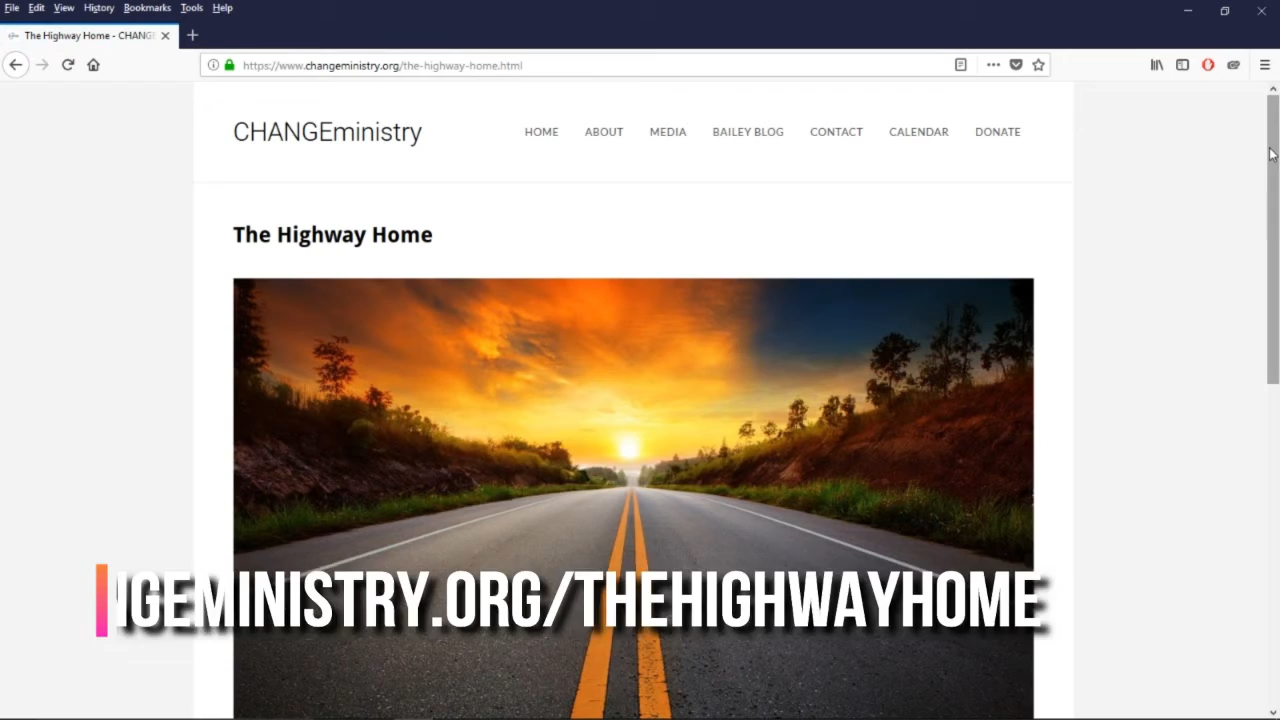 File Edit View History Bookmarks Tools Help
The Highway Home - CHANGE
https://www.changeministry.org/the-highway-home.html
CHANGEministry
HOME ABOUT MEDIA BAILEY BLOG CONTACT CALENDAR DONATE
The Highway Home
IGEMINISTRY.ORG/THEHIGHWAYHOME